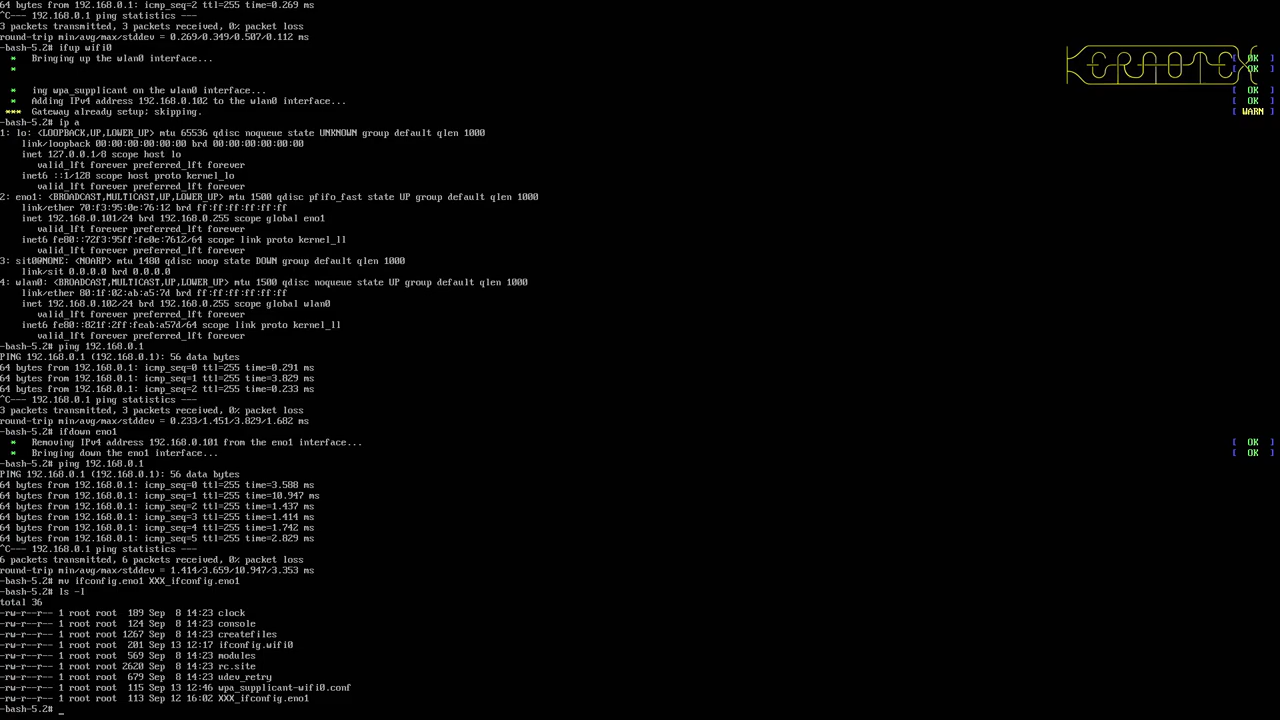 64 bytes from 192.168.0.1: icmp_seq=2 ttl=255 time=0.269 ms
^C--- 192.168.0.1 ping statistics ---
3 packets transmitted, 3 packets received, 0% packet loss
round-trip min/avg/max/stddev = 0.269/0.349/0.507/0.112 ms
-bash-5.2# ifup wifi0
 *   Bringing up the wlan0 interface... [ OK ]
 * [ OK ]
ing wpa_supplicant on the wlan0 interface...
 *   ing wpa_supplicant on the wlan0 interface... [ OK ]
 *   Adding IPv4 address 192.168.0.102 to the wlan0 interface... [ OK ]
***  Gateway already setup; skipping. [ WARN ]
-bash-5.2# ip a
1: lo: <LOOPBACK,UP,LOWER_UP> mtu 65536 qdisc noqueue state UNKNOWN group default qlen 1000
    link/loopback 00:00:00:00:00:00 brd 00:00:00:00:00:00
    inet 127.0.0.1/8 scope host lo
       valid_lft forever preferred_lft forever
    inet6 ::1/128 scope host proto kernel_lo
       valid_lft forever preferred_lft forever
2: eno1: <BROADCAST,MULTICAST,UP,LOWER_UP> mtu 1500 qdisc pfifo_fast state UP group default qlen 1000
    link/ether 70:f3:95:0e:76:12 brd ff:ff:ff:ff:ff:ff
    inet 192.168.0.101/24 brd 192.168.0.255 scope global eno1
       valid_lft forever preferred_lft forever
    inet6 fe80::72f3:95ff:fe0e:7612/64 scope link proto kernel_ll
       valid_lft forever preferred_lft forever
3: sit0@NONE: <NOARP> mtu 1480 qdisc noop state DOWN group default qlen 1000
    link/sit 0.0.0.0 brd 0.0.0.0
4: wlan0: <BROADCAST,MULTICAST,UP,LOWER_UP> mtu 1500 qdisc noqueue state UP group default qlen 1000
    link/ether 80:1f:02:ab:a5:7d brd ff:ff:ff:ff:ff:ff
    inet 192.168.0.102/24 brd 192.168.0.255 scope global wlan0
       valid_lft forever preferred_lft forever
    inet6 fe80::821f:2ff:feab:a57d/64 scope link proto kernel_ll
       valid_lft forever preferred_lft forever
-bash-5.2# ping 192.168.0.1
PING 192.168.0.1 (192.168.0.1): 56 data bytes
64 bytes from 192.168.0.1: icmp_seq=0 ttl=255 time=0.291 ms
64 bytes from 192.168.0.1: icmp_seq=1 ttl=255 time=3.829 ms
64 bytes from 192.168.0.1: icmp_seq=2 ttl=255 time=0.233 ms
^C--- 192.168.0.1 ping statistics ---
3 packets transmitted, 3 packets received, 0% packet loss
round-trip min/avg/max/stddev = 0.233/1.451/3.829/1.682 ms
-bash-5.2# ifdown eno1
 *   Removing IPv4 address 192.168.0.101 from the eno1 interface... [ OK ]
 *   Bringing down the eno1 interface... [ OK ]
-bash-5.2# ping 192.168.0.1
PING 192.168.0.1 (192.168.0.1): 56 data bytes
64 bytes from 192.168.0.1: icmp_seq=0 ttl=255 time=3.588 ms
64 bytes from 192.168.0.1: icmp_seq=1 ttl=255 time=10.947 ms
64 bytes from 192.168.0.1: icmp_seq=2 ttl=255 time=1.437 ms
64 bytes from 192.168.0.1: icmp_seq=3 ttl=255 time=1.414 ms
64 bytes from 192.168.0.1: icmp_seq=4 ttl=255 time=1.742 ms
64 bytes from 192.168.0.1: icmp_seq=5 ttl=255 time=2.829 ms
^C--- 192.168.0.1 ping statistics ---
6 packets transmitted, 6 packets received, 0% packet loss
round-trip min/avg/max/stddev = 1.414/3.659/10.947/3.353 ms
-bash-5.2# mv ifconfig.eno1 XXX_ifconfig.eno1
-bash-5.2# ls -l
total 36
-rw-r--r-- 1 root root  189 Sep  8 14:23 clock
-rw-r--r-- 1 root root  124 Sep  8 14:23 console
-rw-r--r-- 1 root root 1267 Sep  8 14:23 createfiles
-rw-r--r-- 1 root root  201 Sep 13 12:17 ifconfig.wifi0
-rw-r--r-- 1 root root  569 Sep  8 14:23 modules
-rw-r--r-- 1 root root 2620 Sep  8 14:23 rc.site
-rw-r--r-- 1 root root  679 Sep  8 14:23 udev_retry
-rw-r--r-- 1 root root  115 Sep 13 12:46 wpa_supplicant-wifi0.conf
-rw-r--r-- 1 root root  113 Sep 12 16:02 XXX_ifconfig.eno1
-bash-5.2# _